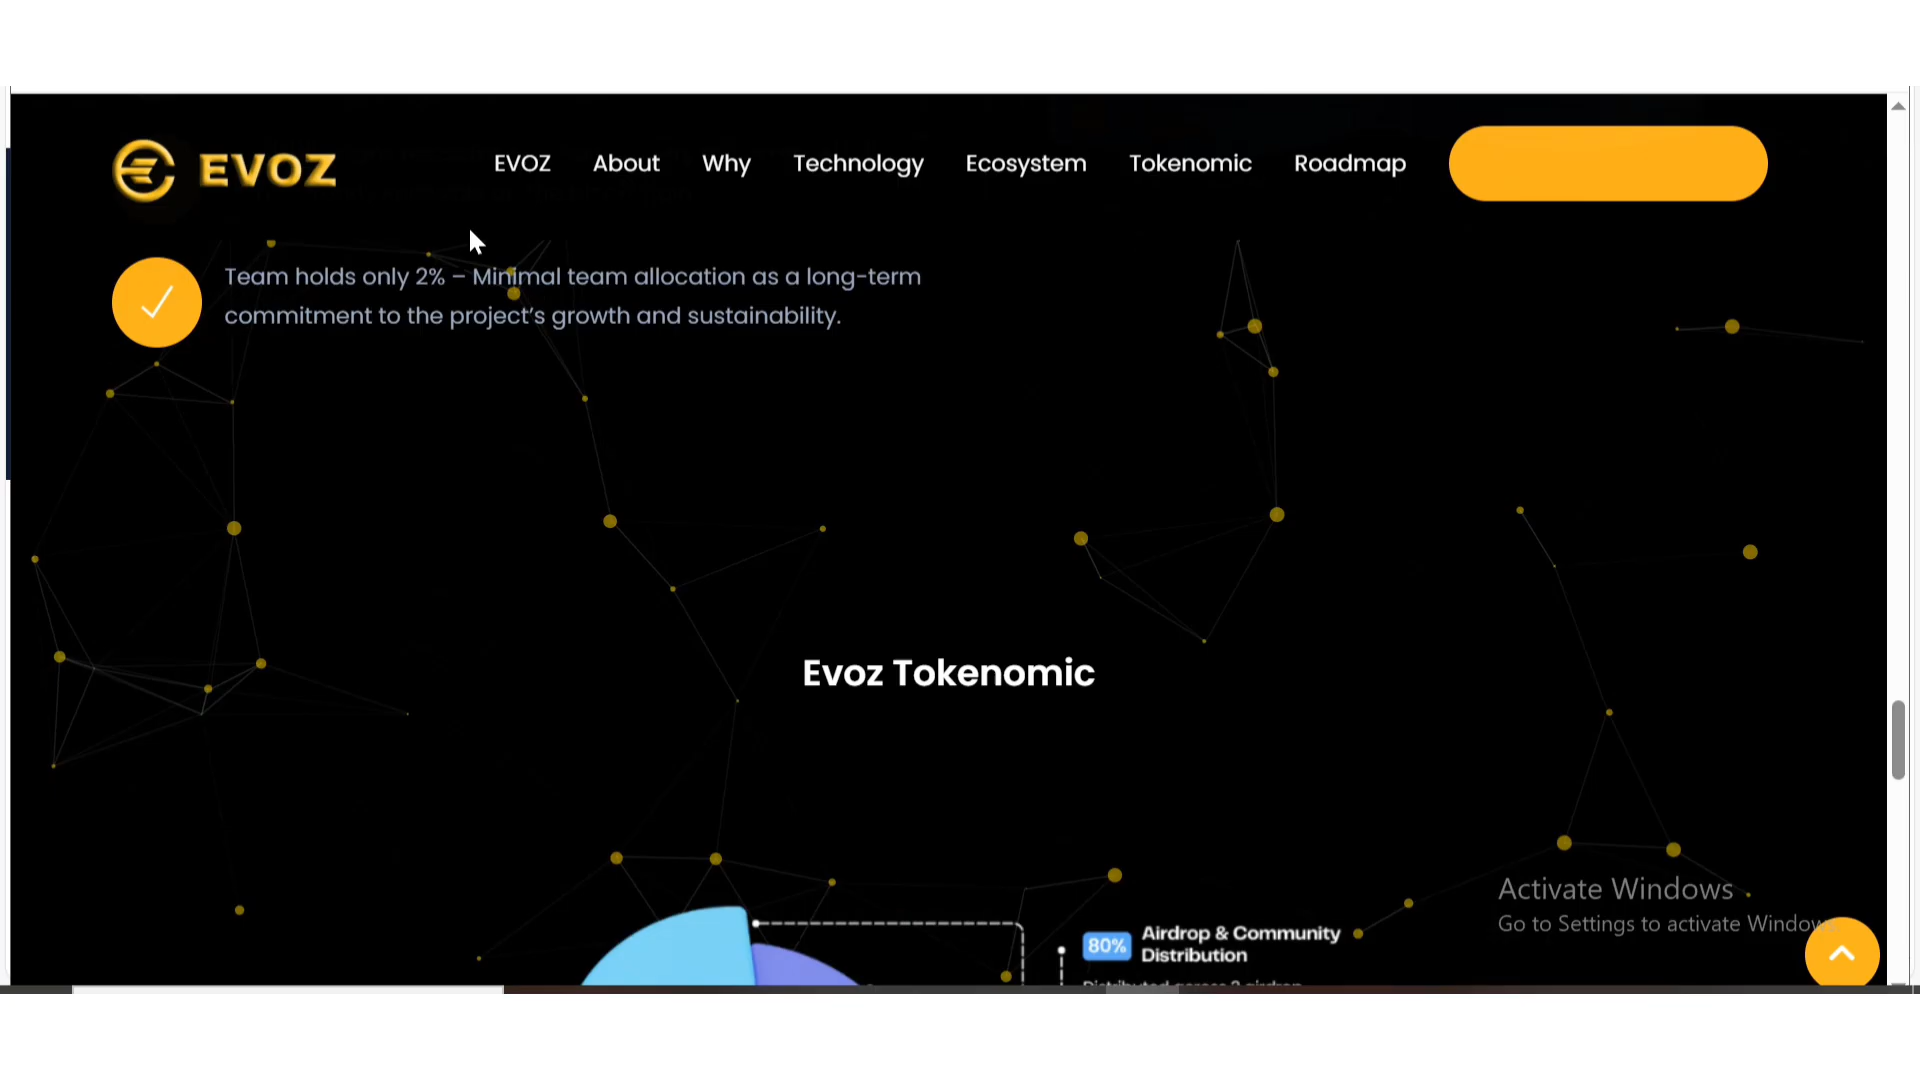 EVOZ
EVOZ About Why Technology Ecosystem Tokenomic Roadmap
Team holds only 2% – Minimal team allocation as a long-term
commitment to the project's growth and sustainability.
Evoz Tokenomic
80%
Airdrop & Community
Distribution
Activate Windows
Go to Settings to activate Windows